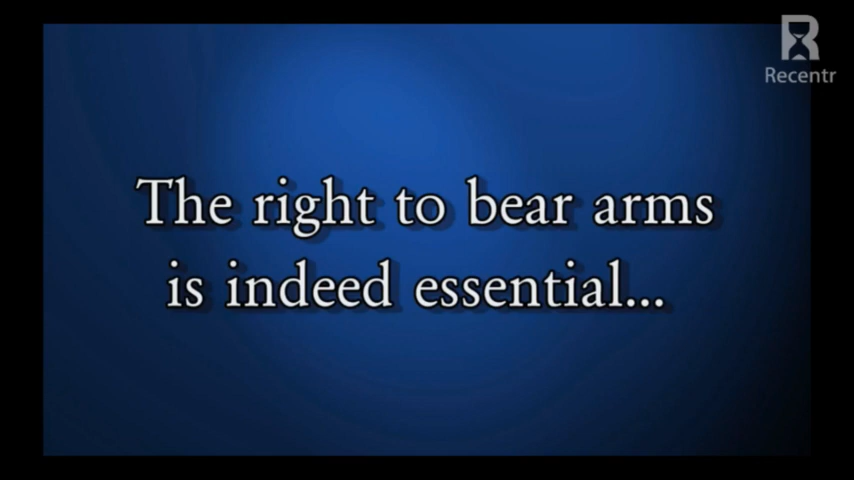 Recentr
The right to bear arms
is indeed essential...